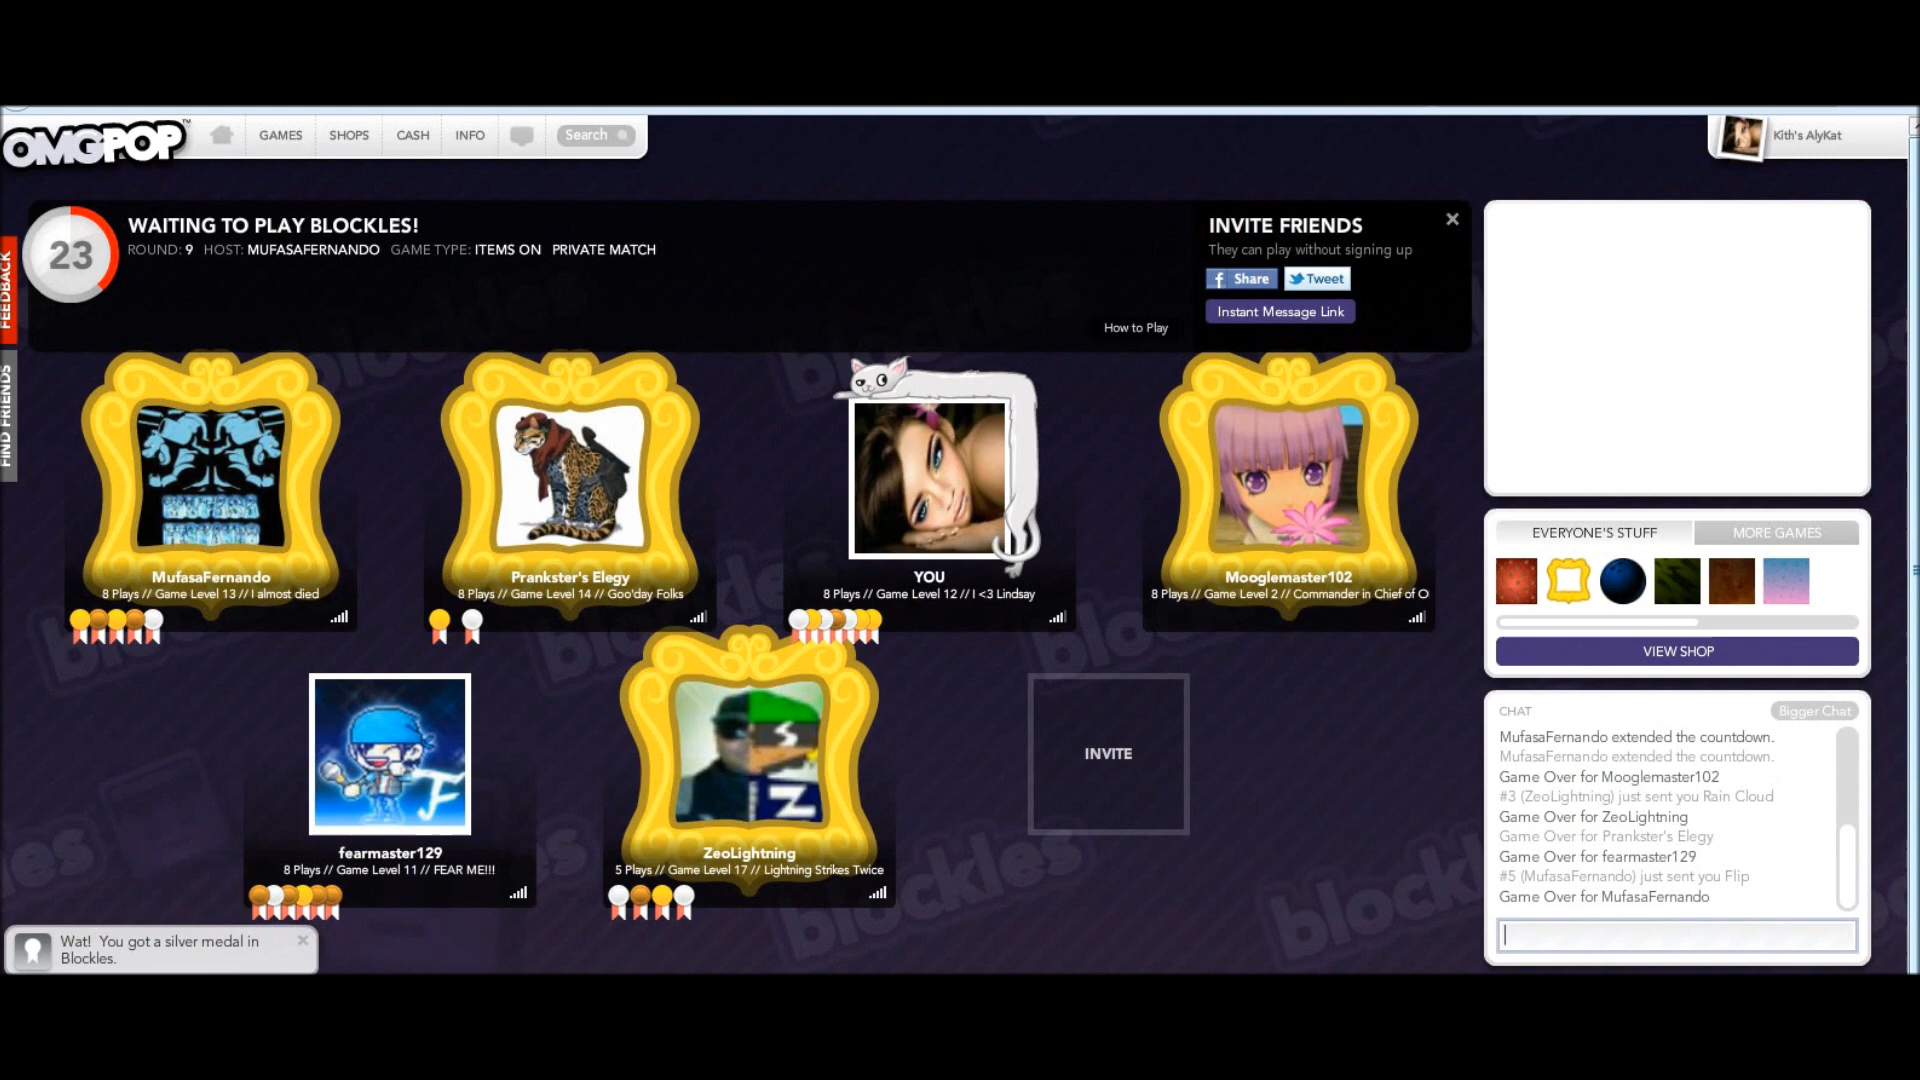 OMGPOP™
GAMES
SHOPS
CASH
INFO
Search
Kith's AlyKat
FEEDBACK
FIND FRIENDS
23
WAITING TO PLAY BLOCKLES!
ROUND: 9 HOST: MUFASAFERNANDO GAME TYPE: ITEMS ON PRIVATE MATCH
How to Play
INVITE FRIENDS
They can play without signing up
Share
Tweet
Instant Message Link
MufasaFernando
8 Plays // Game Level 13 // I almost died
Prankster's Elegy
8 Plays // Game Level 14 // Goo'day Folks
YOU
8 Plays // Game Level 12 // I <3 Lindsay
Mooglemaster102
8 Plays // Game Level 2 // Commander in Chief of O
F
fearmaster129
8 Plays // Game Level 11 // FEAR ME!!!
S
Z
ZeoLightning
5 Plays // Game Level 17 // Lightning Strikes Twice
INVITE
blockles
blockles
blockles
Wat! You got a silver medal in
Blockles.
EVERYONE'S STUFF
MORE GAMES
VIEW SHOP
CHAT
Bigger Chat
MufasaFernando extended the countdown.
MufasaFernando extended the countdown.
Game Over for Mooglemaster102
#3 (ZeoLightning) just sent you Rain Cloud
Game Over for ZeoLightning
Game Over for Prankster's Elegy
Game Over for fearmaster129
#5 (MufasaFernando) just sent you Flip
Game Over for MufasaFernando